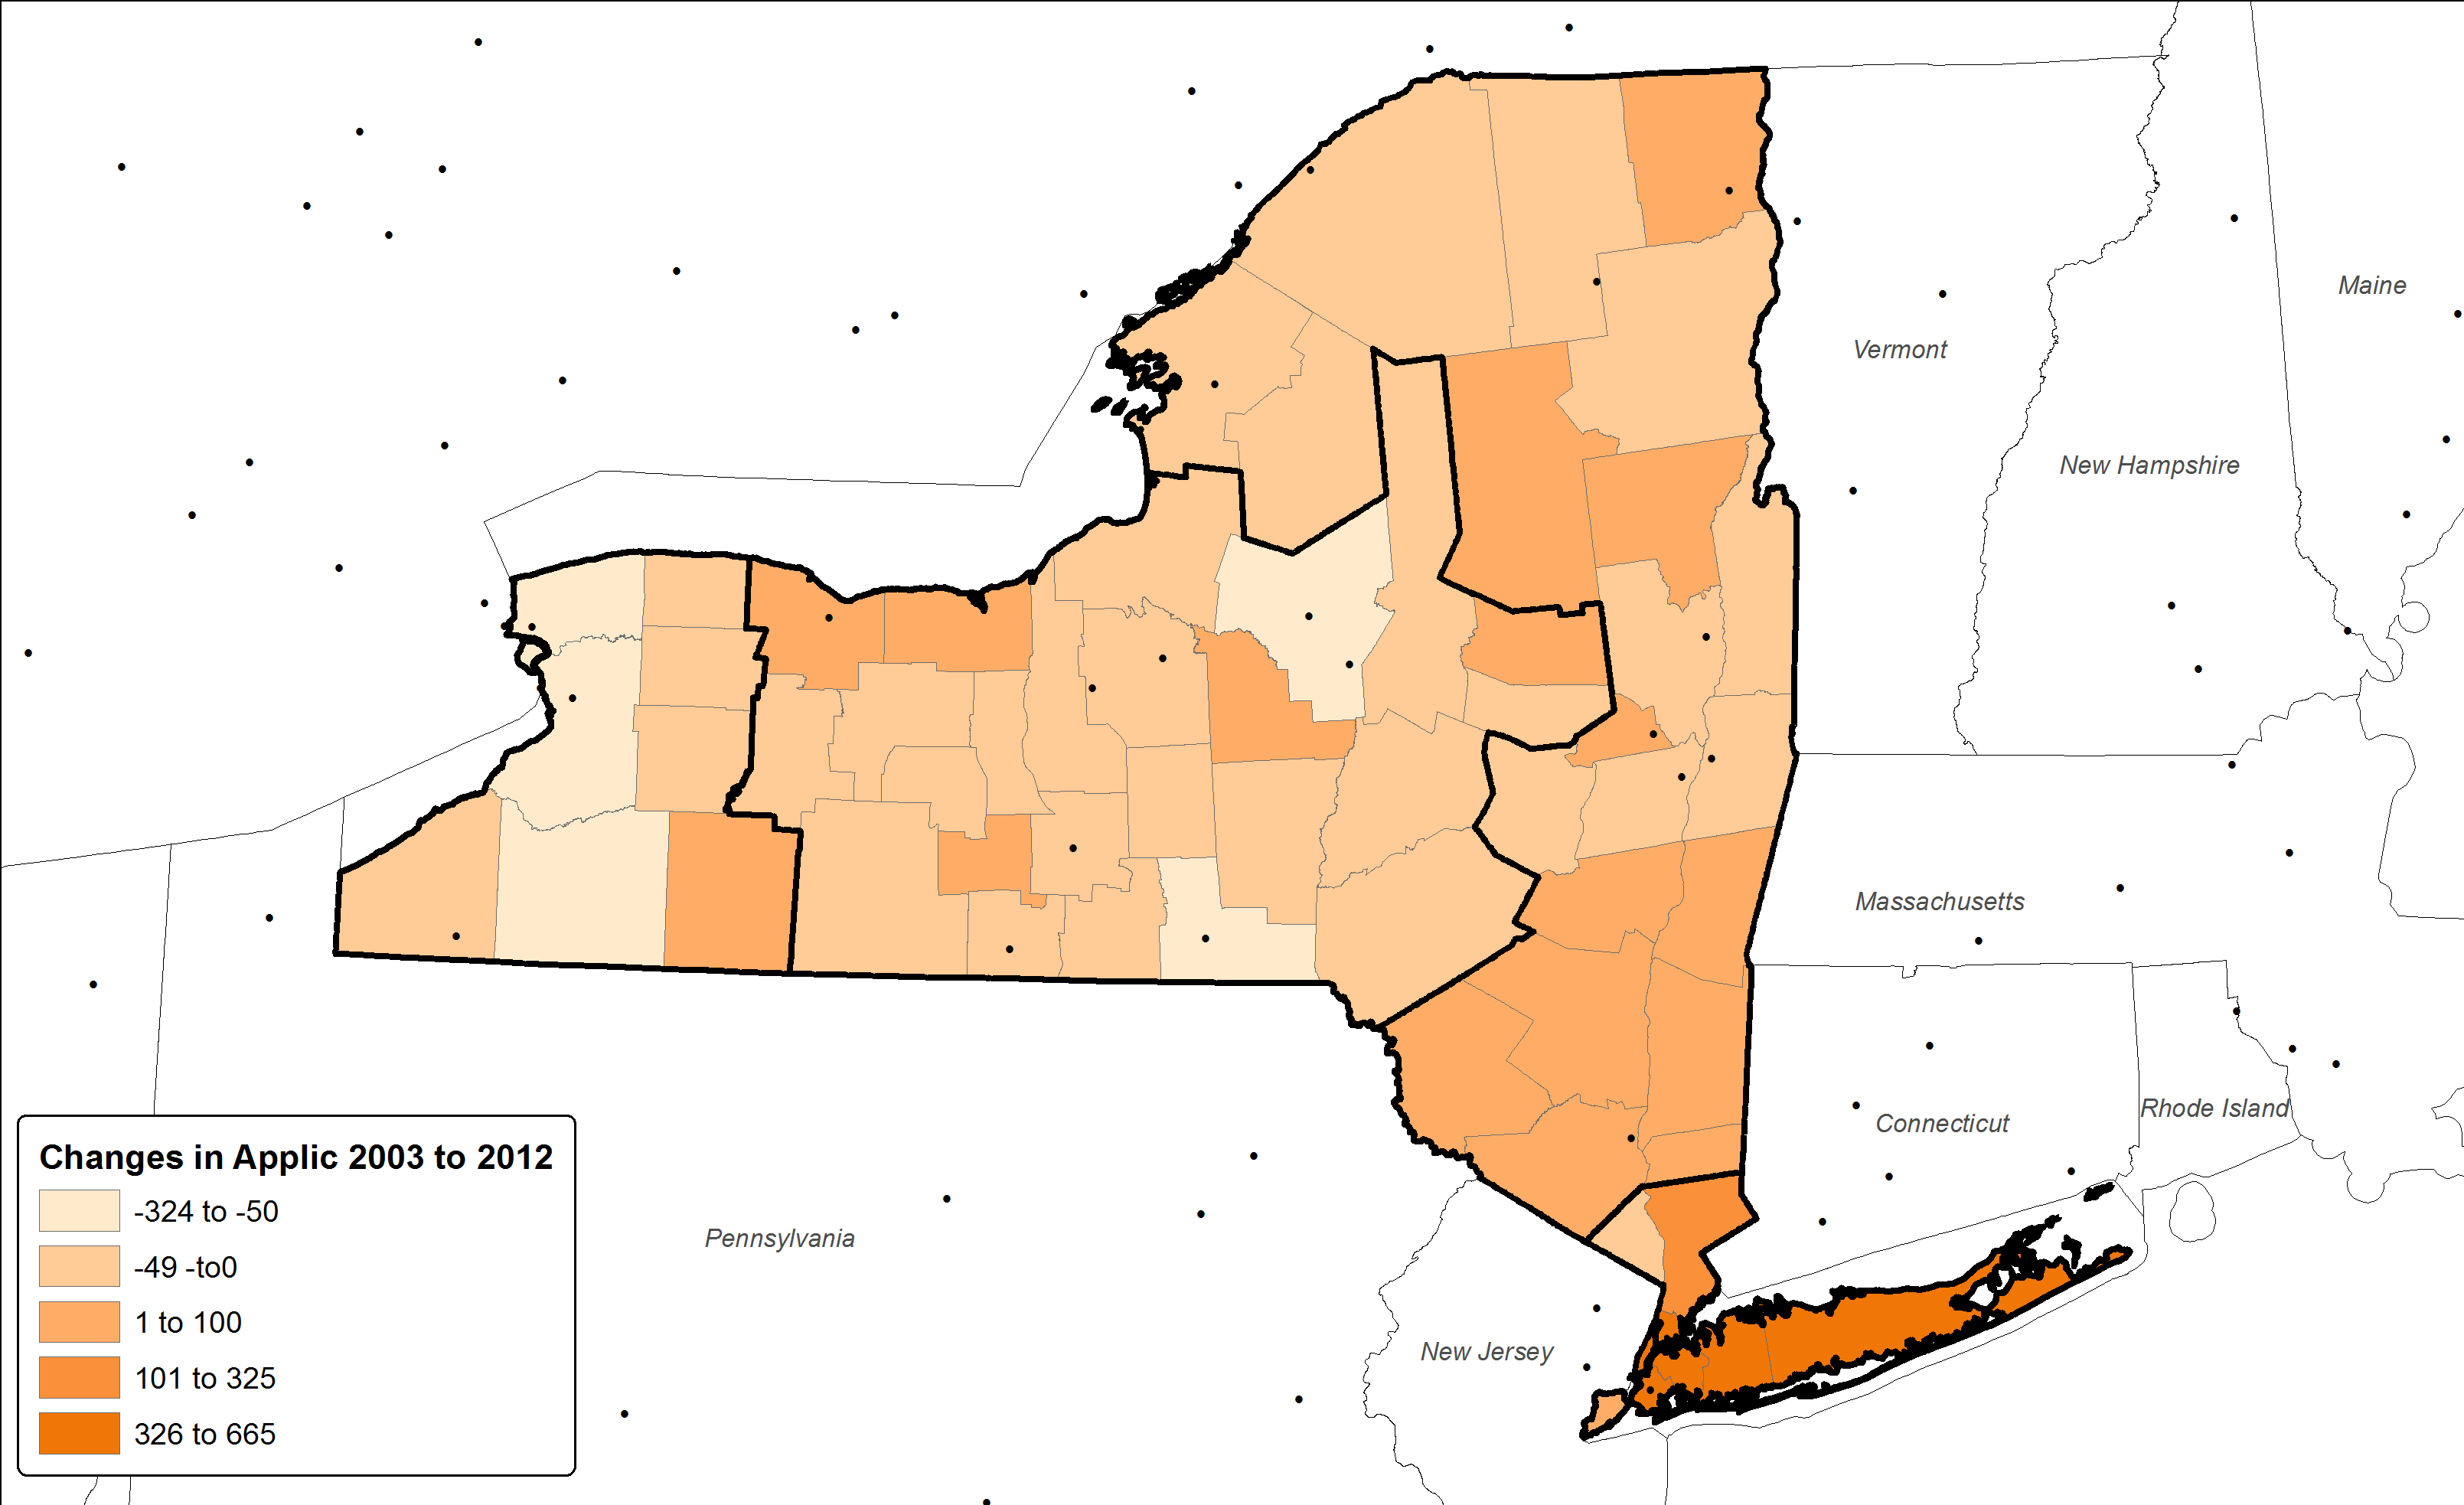 Maine
Vermont
New Hampshire
Massachusetts
Connecticut
Rhode Island
Pennsylvania
New Jersey
Changes in Applic 2003 to 2012
-324 to -50
-49 -to0
1 to 100
101 to 325
326 to 665